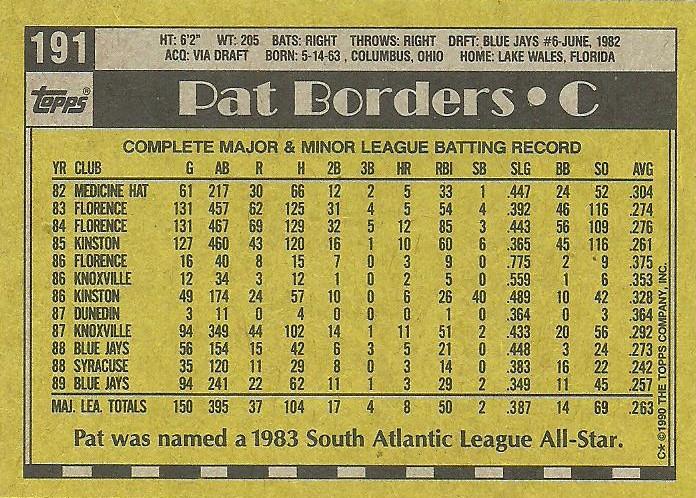 191
HT: 6'2" WT: 205 BATS: RIGHT THROWS: RIGHT DRFT: BLUE JAYS #6-JUNE, 1982
ACQ: VIA DRAFT BORN: 5-14-63 , COLUMBUS, OHIO HOME: LAKE WALES, FLORIDA
Topps®
Pat Borders • C
COMPLETE MAJOR & MINOR LEAGUE BATTING RECORD
YR CLUB G AB R H 2B 3B HR RBI SB SLG BB SO AVG
82 MEDICINE HAT 61 217 30 66 12 2 5 33 1 .447 24 52 .304
83 FLORENCE 131 457 62 125 31 4 5 54 4 .392 46 116 .274
84 FLORENCE 131 467 69 129 32 5 12 85 3 .443 56 109 .276
85 KINSTON 127 460 43 120 16 1 10 60 6 .365 45 116 .261
86 FLORENCE 16 40 8 15 7 0 3 9 0 .775 2 9 .375
86 KNOXVILLE 12 34 3 12 1 0 2 5 0 .559 1 6 .353
86 KINSTON 49 174 24 57 10 0 6 26 40 .489 10 42 .328
87 DUNEDIN 3 11 0 4 0 0 0 1 0 .364 0 3 .364
87 KNOXVILLE 94 349 44 102 14 1 11 51 2 .433 20 56 .292
88 BLUE JAYS 56 154 15 42 6 3 5 21 0 .448 3 24 .273
88 SYRACUSE 35 120 11 29 8 0 3 14 0 .383 16 22 .242
89 BLUE JAYS 94 241 22 62 11 1 3 29 2 .349 11 45 .257
MAJ. LEA. TOTALS 150 395 37 104 17 4 8 50 2 .387 14 69 .263
Pat was named a 1983 South Atlantic League All-Star.
C* ©1990 THE TOPPS COMPANY, INC.